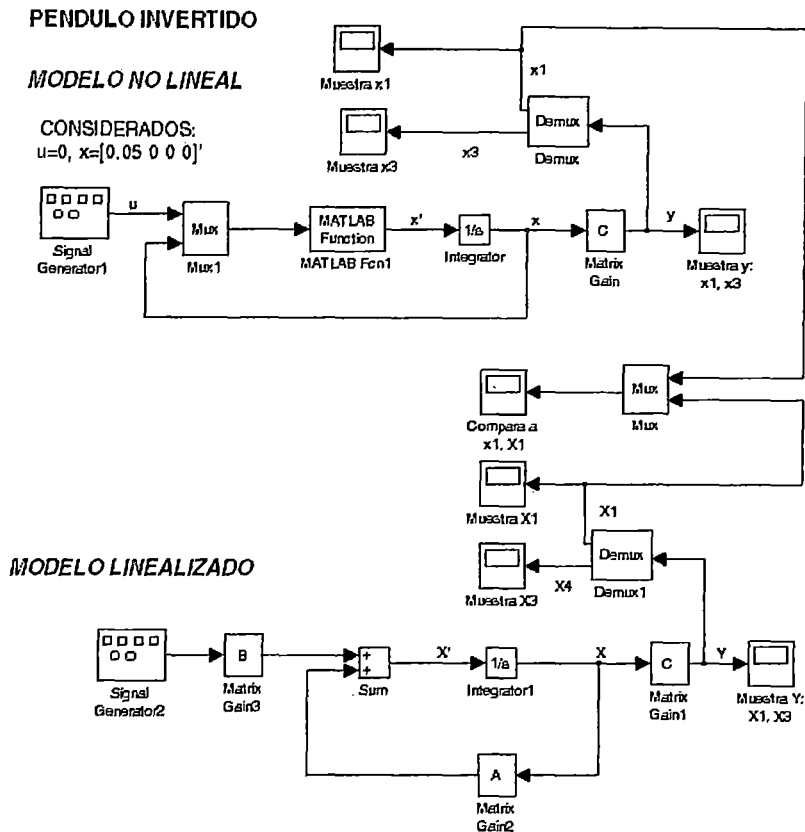 PENDULO INVERTIDO
MODELO NO LINEAL
CONSIDERADOS:
u=0, x=[0.05 0 0 0]'
Muestra x1
x1
Muestra x3
x3
Demux
Demux
Signal
Generator1
u
Mux
Mux1
MATLAB
Function
MATLAB Fcn1
x'
1/s
Integrator
x
C
Matrix
Gain
y
Muestra y:
x1, x3
Compara a
x1, X1
Mux
Mux
Muestra X1
X1
Muestra X3
X4
Demux
Demux1
MODELO LINEALIZADO
Signal
Generator2
B
Matrix
Gain3
+
+
Sum
X'
1/s
Integrator1
X
C
Matrix
Gain1
Y
Muestra Y:
X1, X3
A
Matrix
Gain2